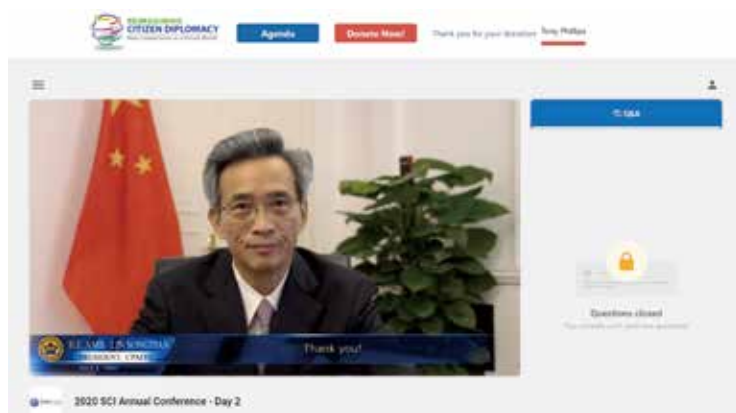 REIMAGINING
CITIZEN DIPLOMACY
Agenda
Donate Now!
Thank you for your donation
Tony Phillips
Q&A
Questions closed
H.E. AMB. LIN SONGTIAN
PRESIDENT, CPAFFC
Thank you!
2020 SCI Annual Conference - Day 2